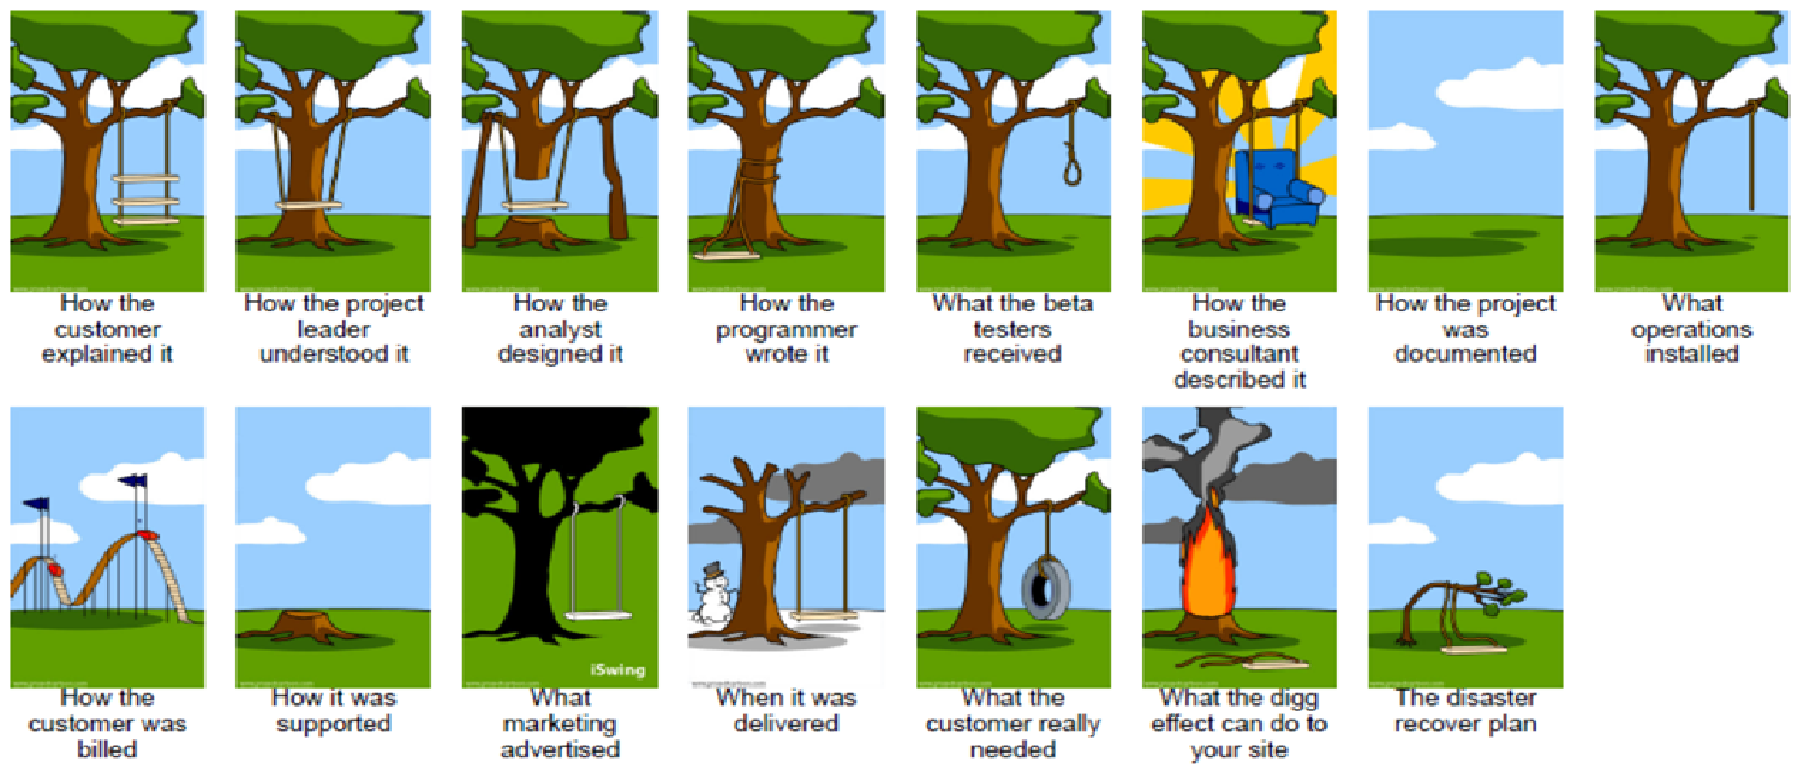 How the
customer
explained it
How the project
leader
understood it
How the
analyst
designed it
How the
programmer
wrote it
What the beta
testers
received
How the
business
consultant
described it
How the project
was
documented
What
operations
installed
How the
customer was
billed
How it was
supported
iSwing
What
marketing
advertised
When it was
delivered
What the
customer really
needed
What the digg
effect can do to
your site
The disaster
recover plan